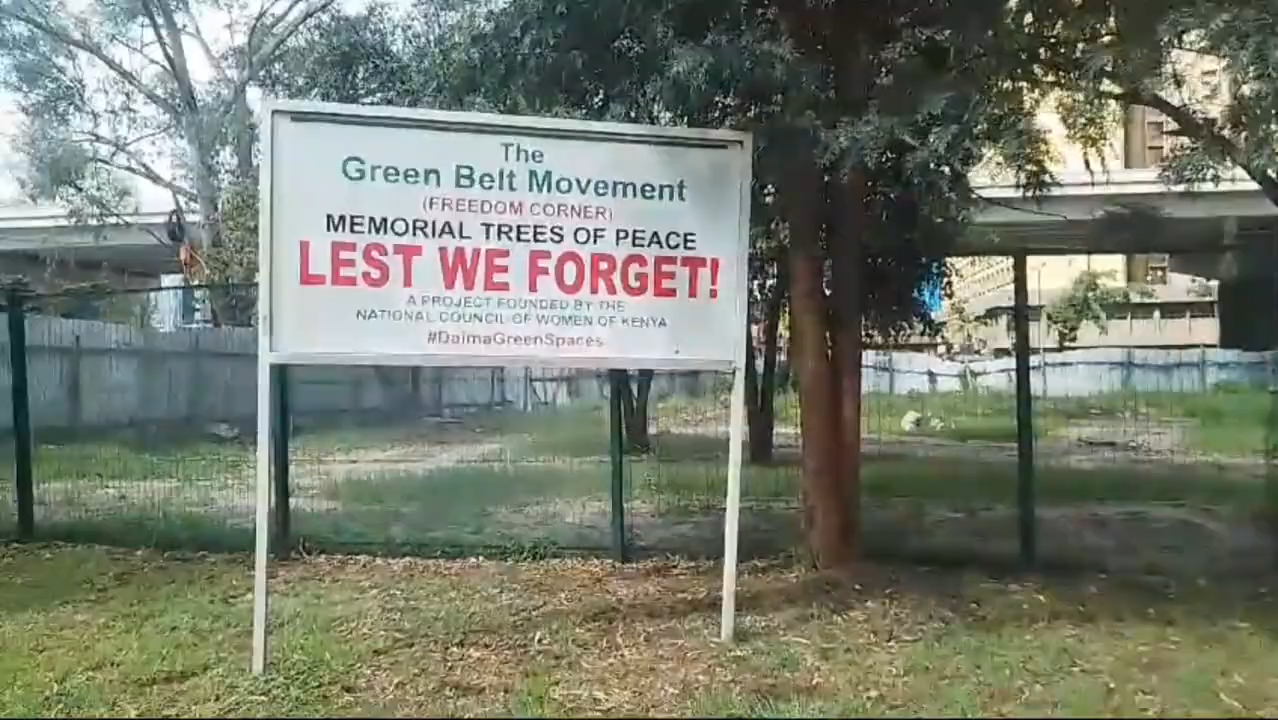 The
Green Belt Movement
(FREEDOM CORNER)
MEMORIAL TREES OF PEACE
LEST WE FORGET!
A PROJECT FOUNDED BY THE
NATIONAL COUNCIL OF WOMEN OF KENYA
#DaimaGreenSpaces